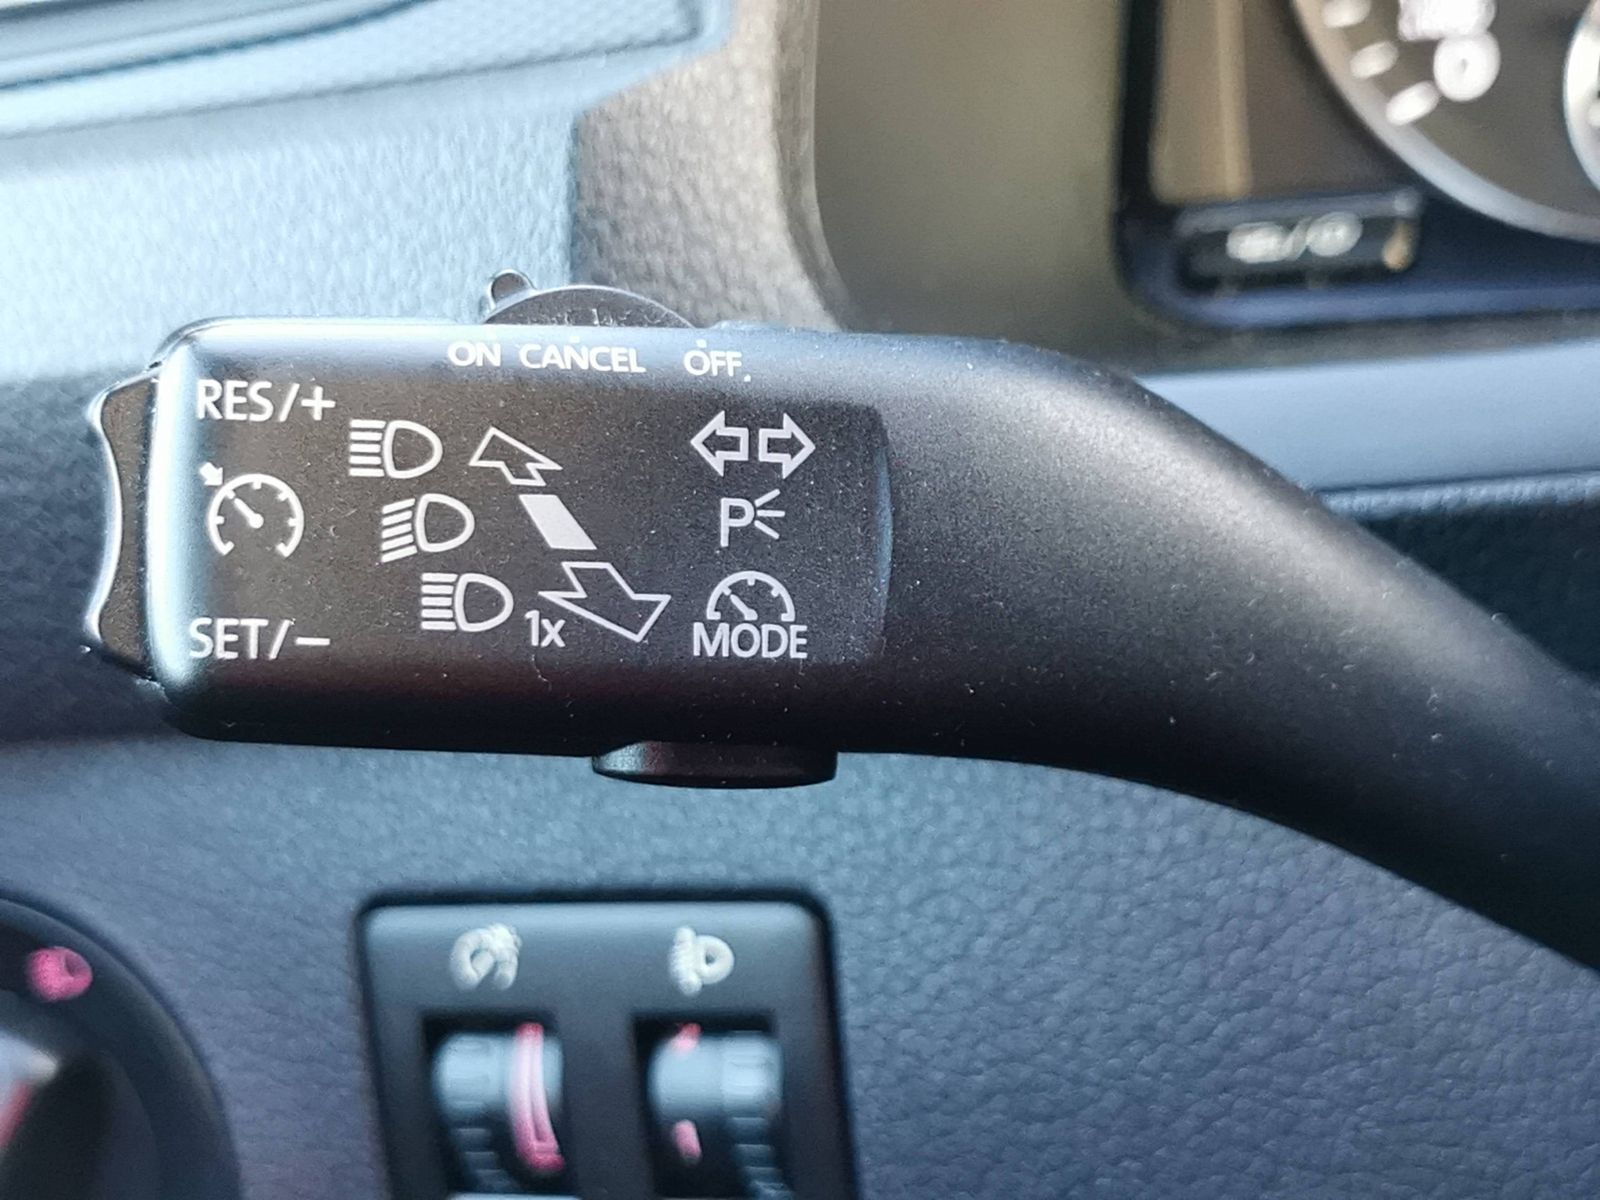 ON CANCEL OFF
RES/+
P
SET/−
1x
MODE